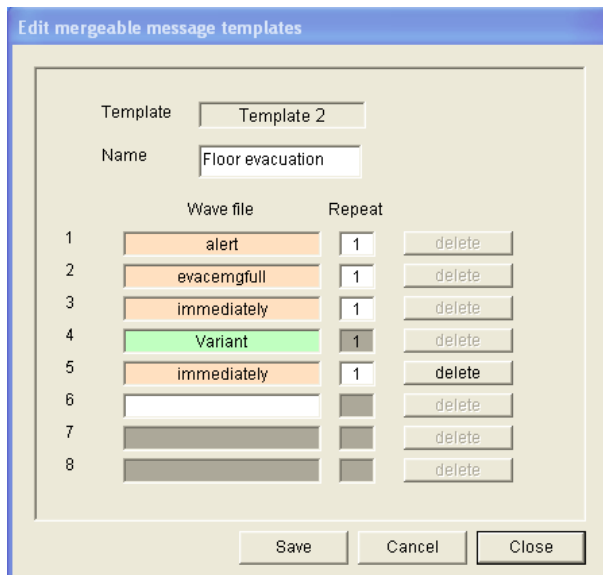 Edit mergeable message templates
Template Template 2
Name Floor evacuation
Wave file Repeat
1 alert 1 delete
2 evacemgfull 1 delete
3 immediately 1 delete
4 Variant 1 delete
5 immediately 1 delete
6 delete
7 delete
8 delete
Save Cancel Close